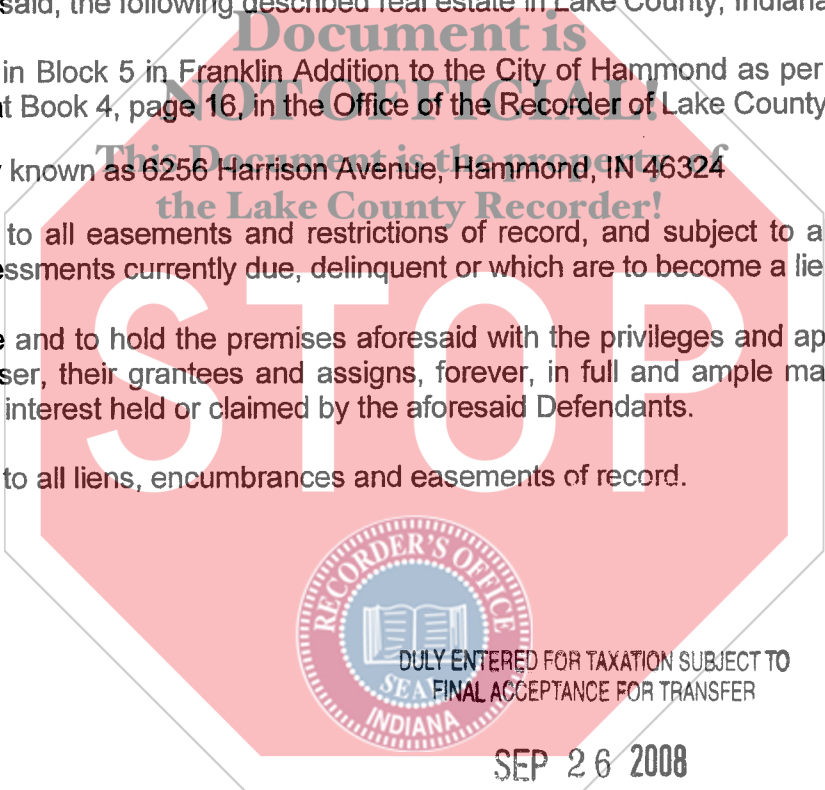 said, the following described real estate in Lake County, Indiana
Document is
in Block 5 in Franklin Addition to the City of Hammond as per
NOT OFFICIAL!
t Book 4, page 16, in the Office of the Recorder of Lake County
This Document is the property of
known as 6256 Harrison Avenue, Hammond, IN 46324
the Lake County Recorder!
to all easements and restrictions of record, and subject to a
essments currently due, delinquent or which are to become a lie
STOP
e and to hold the premises aforesaid with the privileges and ap
ser, their grantees and assigns, forever, in full and ample ma
interest held or claimed by the aforesaid Defendants.
to all liens, encumbrances and easements of record.
RECORDER'S OFFICE
SEAL
INDIANA
DULY ENTERED FOR TAXATION SUBJECT TO
FINAL ACCEPTANCE FOR TRANSFER
SEP 26 2008